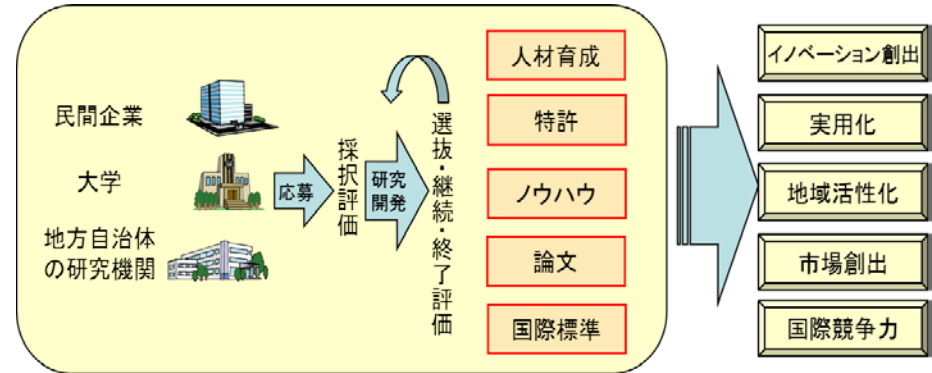 民間企業
大学
地方自治体
の研究機関
応募
採択評価
研究
開発
選抜・継続・終了評価
人材育成
特許
ノウハウ
論文
国際標準
イノベーション創出
実用化
地域活性化
市場創出
国際競争力